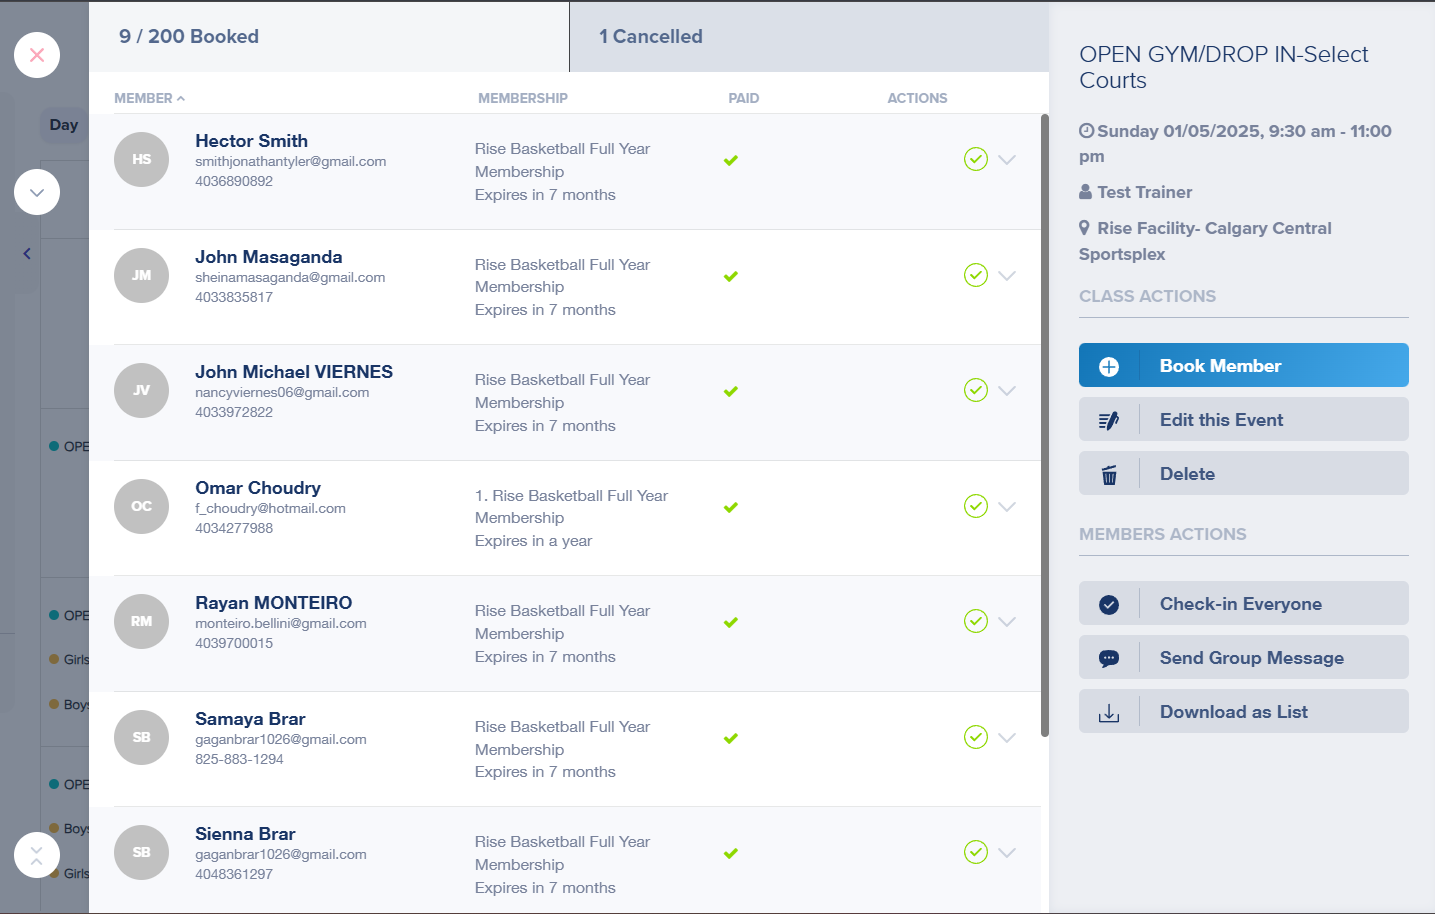 9 / 200 Booked
1 Cancelled
Day
OPE
OPE
Girls
Boys
OPE
Boys
Girls
MEMBER
MEMBERSHIP
PAID
ACTIONS
HS
Hector Smith
smithjonathantyler@gmail.com
4036890892
Rise Basketball Full Year
Membership
Expires in 7 months
JM
John Masaganda
sheinamasaganda@gmail.com
4033835817
Rise Basketball Full Year
Membership
Expires in 7 months
JV
John Michael VIERNES
nancyviernes06@gmail.com
4033972822
Rise Basketball Full Year
Membership
Expires in 7 months
OC
Omar Choudry
f_choudry@hotmail.com
4034277988
1. Rise Basketball Full Year
Membership
Expires in a year
RM
Rayan MONTEIRO
monteiro.bellini@gmail.com
4039700015
Rise Basketball Full Year
Membership
Expires in 7 months
SB
Samaya Brar
gaganbrar1026@gmail.com
825-883-1294
Rise Basketball Full Year
Membership
Expires in 7 months
SB
Sienna Brar
gaganbrar1026@gmail.com
4048361297
Rise Basketball Full Year
Membership
Expires in 7 months
OPEN GYM/DROP IN-Select
Courts
Sunday 01/05/2025, 9:30 am - 11:00
pm
Test Trainer
Rise Facility- Calgary Central
Sportsplex
CLASS ACTIONS
Book Member
Edit this Event
Delete
MEMBERS ACTIONS
Check-in Everyone
Send Group Message
Download as List